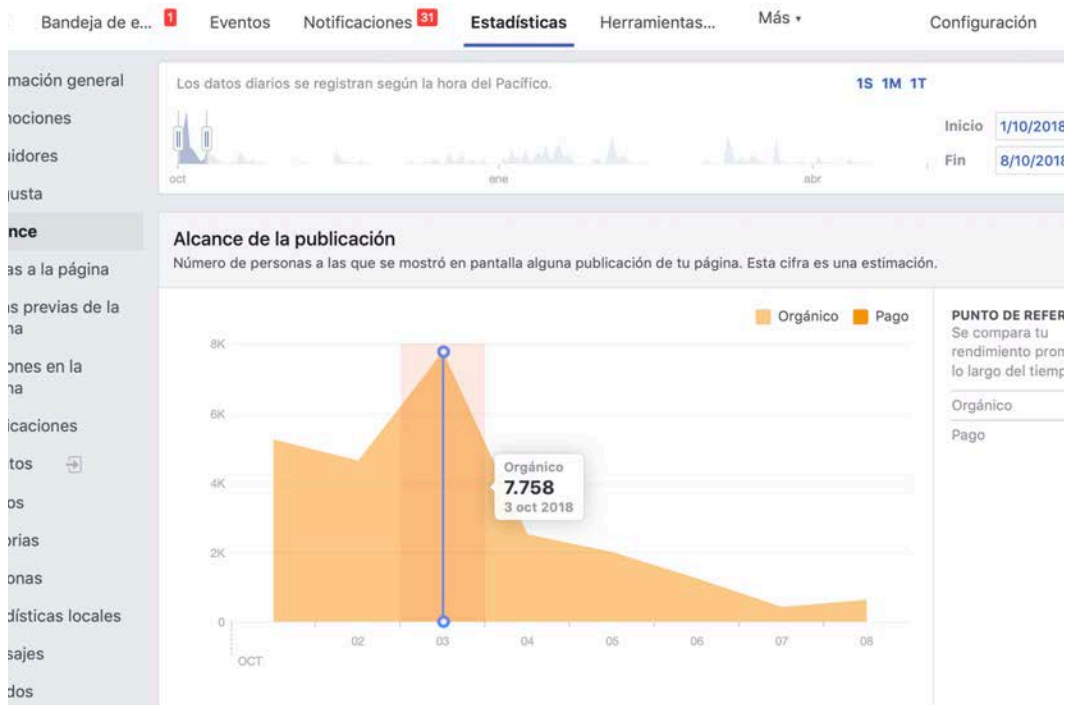 Bandeja de e... 1
Eventos
Notificaciones 31
Estadísticas
Herramientas...
Más
Configuración
mación general
nociones
idores
usta
nce
as a la página
s previas de la
na
ones en la
na
icaciones
tos
os
rias
onas
dísticas locales
sajes
dos
Los datos diarios se registran según la hora del Pacífico.
1S 1M 1T
Inicio 1/10/2018
Fin 8/10/2018
oct
ene
abr
Alcance de la publicación
Número de personas a las que se mostró en pantalla alguna publicación de tu página. Esta cifra es una estimación.
Orgánico
Pago
8K
6K
4K
2K
0
Orgánico
7.758
3 oct 2018
02
03
04
05
06
07
08
OCT
PUNTO DE REFER
Se compara tu
rendimiento pron
lo largo del tiemp
Orgánico
Pago